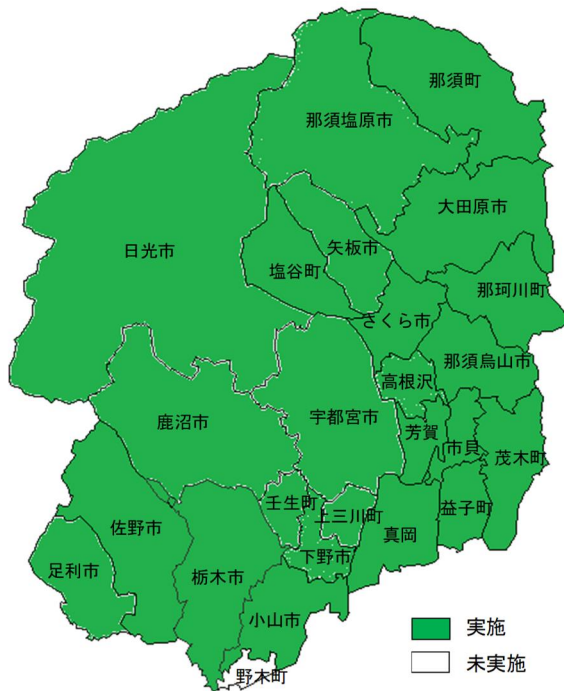 那須町
那須塩原市
大田原市
日光市
矢板市
塩谷町
那珂川町
さくら市
那須烏山市
高根沢
鹿沼市
宇都宮市
芳賀
市貝
茂木町
壬生町
上三川町
益子町
佐野市
真岡
下野市
足利市
栃木市
小山市
野木町
実施
未実施